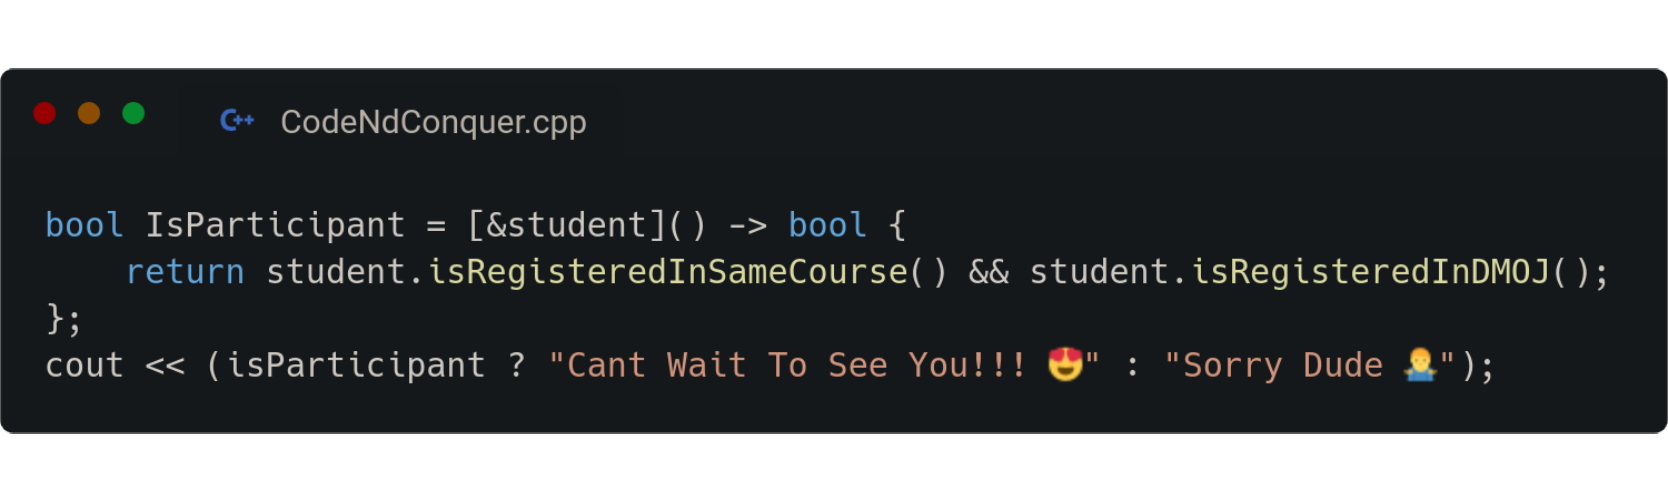 C++ CodeNdConquer.cpp
bool IsParticipant = [&student]() -> bool {
return student.isRegisteredInSameCourse() && student.isRegisteredInDMOJ();
};
cout << (isParticipant ? "Cant Wait To See You!!! 😍" : "Sorry Dude 🤷‍♂️");